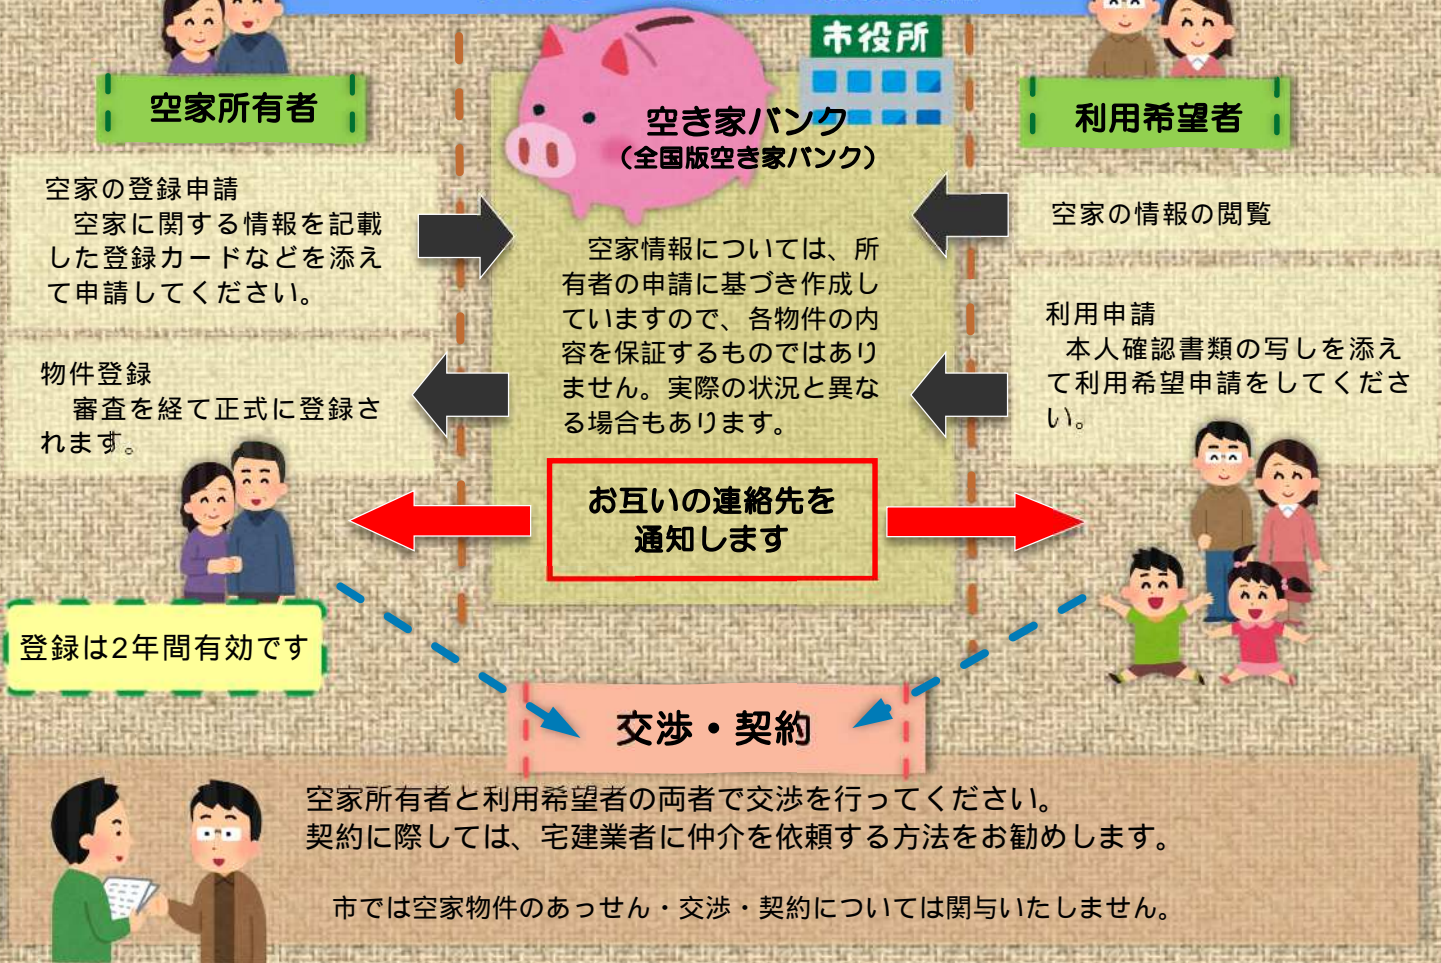 市役所
空家所有者
空家の登録申請
空家に関する情報を記載
した登録カードなどを添え
て申請してください。
物件登録
審査を経て正式に登録さ
れます。
登録は2年間有効です
空き家バンク
（全国版空き家バンク）
空家情報については、所
有者の申請に基づき作成し
ていますので、各物件の内
容を保証するものではあり
ません。実際の状況と異な
る場合もあります。
お互いの連絡先を
通知します
利用希望者
空家の情報の閲覧
利用申請
本人確認書類の写しを添え
て利用希望申請をしてくださ
い。
交渉・契約
空家所有者と利用希望者の両者で交渉を行ってください。
契約に際しては、宅建業者に仲介を依頼する方法をお勧めします。
市では空家物件のあっせん・交渉・契約については関与いたしません。